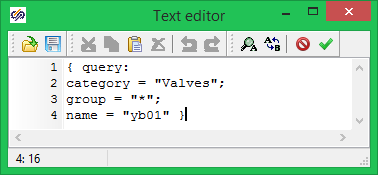 Text editor
1 { query:
2 category = "Valves";
3 group = "*";
4 name = "yb01" }
4: 16